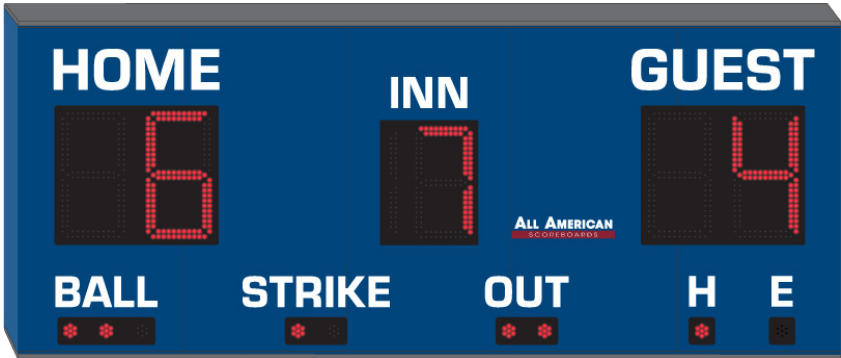 HOME INN GUEST
6 7 4
ALL AMERICAN
SCOREBOARDS
BALL STRIKE OUT H E